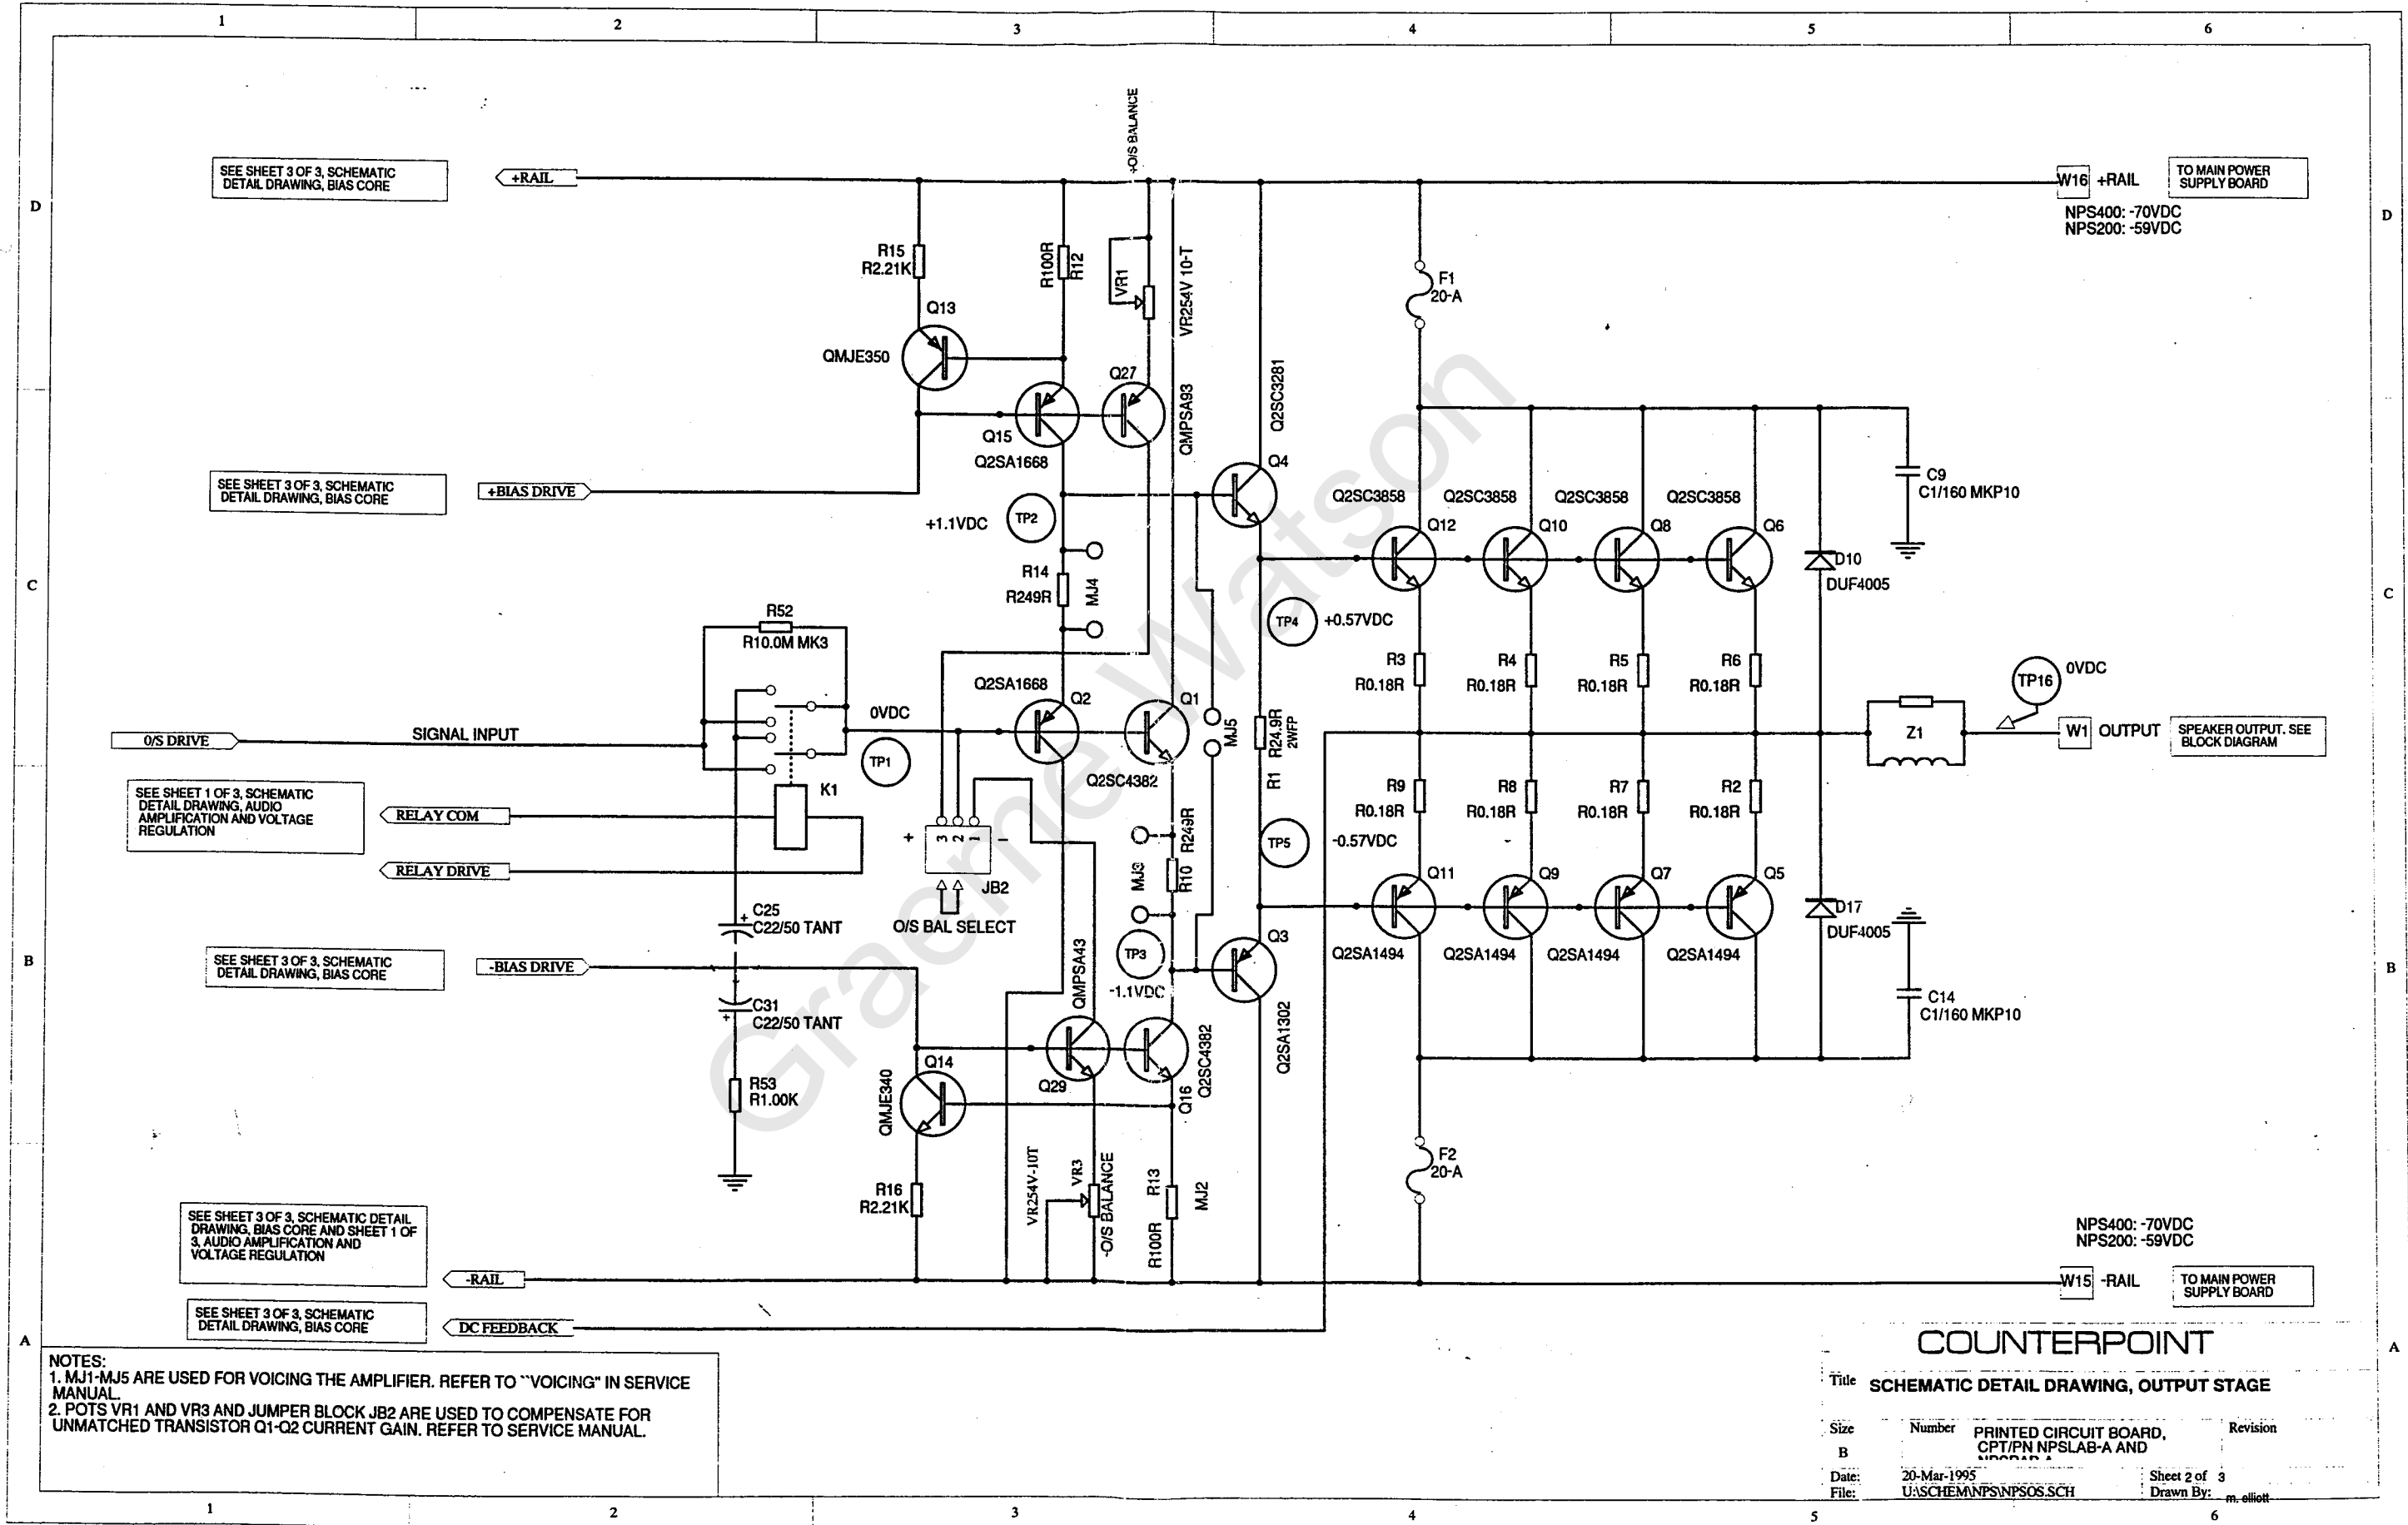 1 2 3 4 5 6
D
C
B
A
SEE SHEET 3 OF 3, SCHEMATIC
DETAIL DRAWING, BIAS CORE
+RAIL
+O/S BALANCE
W16 +RAIL
TO MAIN POWER
SUPPLY BOARD
NPS400: -70VDC
NPS200: -59VDC
D
R15
R2.21K
R100R
R12
VR1
VR254V 10-T
F1
20-A
Q13
QMJE350
Q27
QMPSA93
Q15
Q2SA1668
Q2SC3281
Q4
SEE SHEET 3 OF 3, SCHEMATIC
DETAIL DRAWING, BIAS CORE
+BIAS DRIVE
+1.1VDC
TP2
Q2SC3858
Q2SC3858
Q2SC3858
Q2SC3858
Q12
Q10
Q8
Q6
C9
C1/160 MKP10
D10
DUF4005
C
R14
R249R
MJ4
TP4
+0.57VDC
R52
R10.0M MK3
R3
R0.18R
R4
R0.18R
R5
R0.18R
R6
R0.18R
TP16
0VDC
Q2SA1668
Q2
Q1
0VDC
TP1
0/S DRIVE
SIGNAL INPUT
MJ5
R24.9R
2WFP
R1
Z1
W1 OUTPUT
SPEAKER OUTPUT. SEE
BLOCK DIAGRAM
Q2SC4382
K1
SEE SHEET 1 OF 3, SCHEMATIC
DETAIL DRAWING, AUDIO
AMPLIFICATION AND VOLTAGE
REGULATION
RELAY COM
RELAY DRIVE
+
3
2
1
–
JB2
O/S BAL SELECT
R249R
MJ3
R10
TP5
-0.57VDC
R9
R0.18R
R8
R0.18R
R7
R0.18R
R2
R0.18R
Q11
Q9
Q7
Q5
Q2SA1494
Q2SA1494
Q2SA1494
Q2SA1494
D17
DUF4005
C25
+
C22/50 TANT
SEE SHEET 3 OF 3, SCHEMATIC
DETAIL DRAWING, BIAS CORE
-BIAS DRIVE
TP3
-1.1VDC
Q3
Q2SA1302
QMPSA43
C31
+
C22/50 TANT
C14
C1/160 MKP10
B
Q14
QMJE340
Q29
Q16
Q2SC4382
R53
R1.00K
R16
R2.21K
VR254V-10T
VR3
-O/S BALANCE
R13
R100R
MJ2
F2
20-A
SEE SHEET 3 OF 3, SCHEMATIC DETAIL
DRAWING, BIAS CORE AND SHEET 1 OF
3, AUDIO AMPLIFICATION AND
VOLTAGE REGULATION
-RAIL
NPS400: -70VDC
NPS200: -59VDC
W15 -RAIL
TO MAIN POWER
SUPPLY BOARD
SEE SHEET 3 OF 3, SCHEMATIC
DETAIL DRAWING, BIAS CORE
DC FEEDBACK
A
NOTES:
1. MJ1-MJ5 ARE USED FOR VOICING THE AMPLIFIER. REFER TO ``VOICING" IN SERVICE
MANUAL.
2. POTS VR1 AND VR3 AND JUMPER BLOCK JB2 ARE USED TO COMPENSATE FOR
UNMATCHED TRANSISTOR Q1-Q2 CURRENT GAIN. REFER TO SERVICE MANUAL.
COUNTERPOINT
Title SCHEMATIC DETAIL DRAWING, OUTPUT STAGE
Size
B
Number PRINTED CIRCUIT BOARD,
CPT/PN NPSLAB-A AND
Revision
Date: 20-Mar-1995 Sheet 2 of 3
File: U:\SCHEM\NPS\NPSOS.SCH Drawn By: m. elliott
1 2 3 4 5 6
Graeme Watson